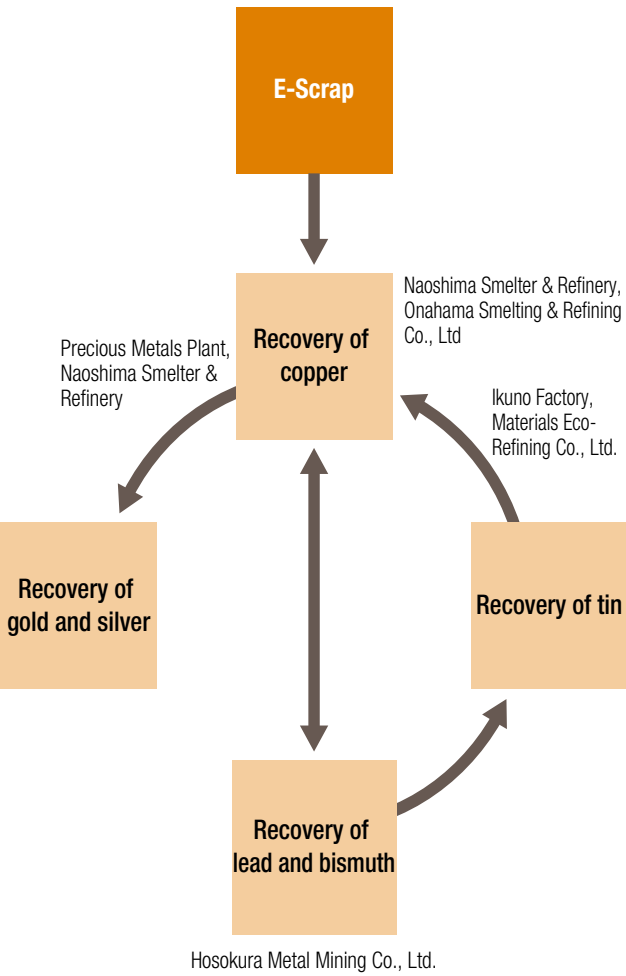 E-Scrap
Naoshima Smelter & Refinery,
Onahama Smelting & Refining
Co., Ltd
Recovery of
copper
Precious Metals Plant,
Naoshima Smelter &
Refinery
Ikuno Factory,
Materials Eco-
Refining Co., Ltd.
Recovery of
gold and silver
Recovery of tin
Recovery of
lead and bismuth
Hosokura Metal Mining Co., Ltd.